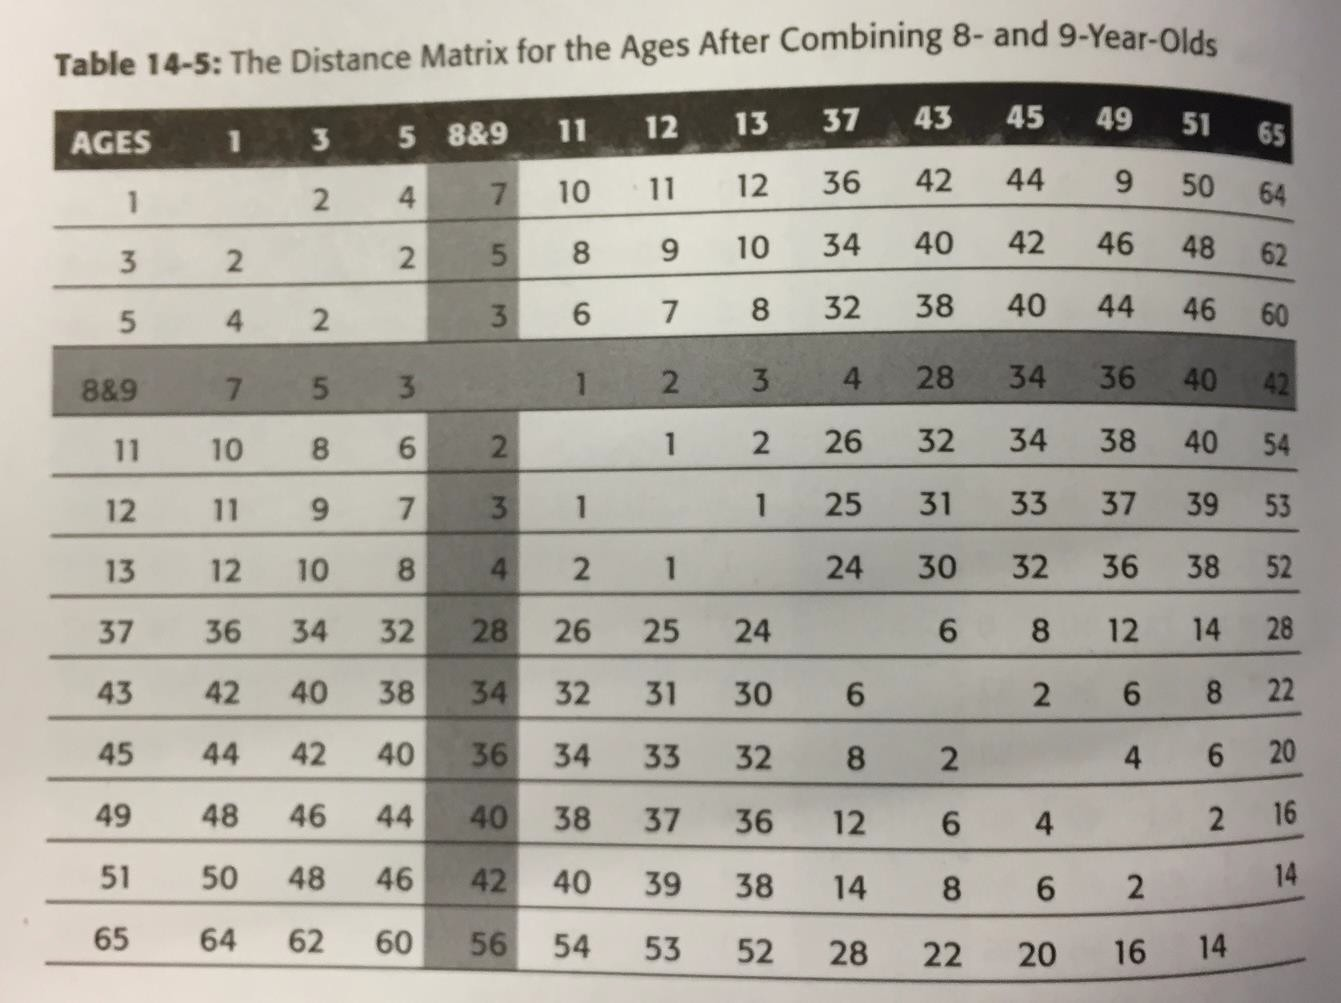 Table 14-5: The Distance Matrix for the Ages After Combining 8- and 9-Year-Olds
AGES 1 3 5 8&9 11 12 13 37 43 45 49 51 65
1 2 4 7 10 11 12 36 42 44 9 50 64
3 2 2 5 8 9 10 34 40 42 46 48 62
5 4 2 3 6 7 8 32 38 40 44 46 60
8&9 7 5 3 1 2 3 4 28 34 36 40 42
11 10 8 6 2 1 2 26 32 34 38 40 54
12 11 9 7 3 1 1 25 31 33 37 39 53
13 12 10 8 4 2 1 24 30 32 36 38 52
37 36 34 32 28 26 25 24 6 8 12 14 28
43 42 40 38 34 32 31 30 6 2 6 8 22
45 44 42 40 36 34 33 32 8 2 4 6 20
49 48 46 44 40 38 37 36 12 6 4 2 16
51 50 48 46 42 40 39 38 14 8 6 2 14
65 64 62 60 56 54 53 52 28 22 20 16 14